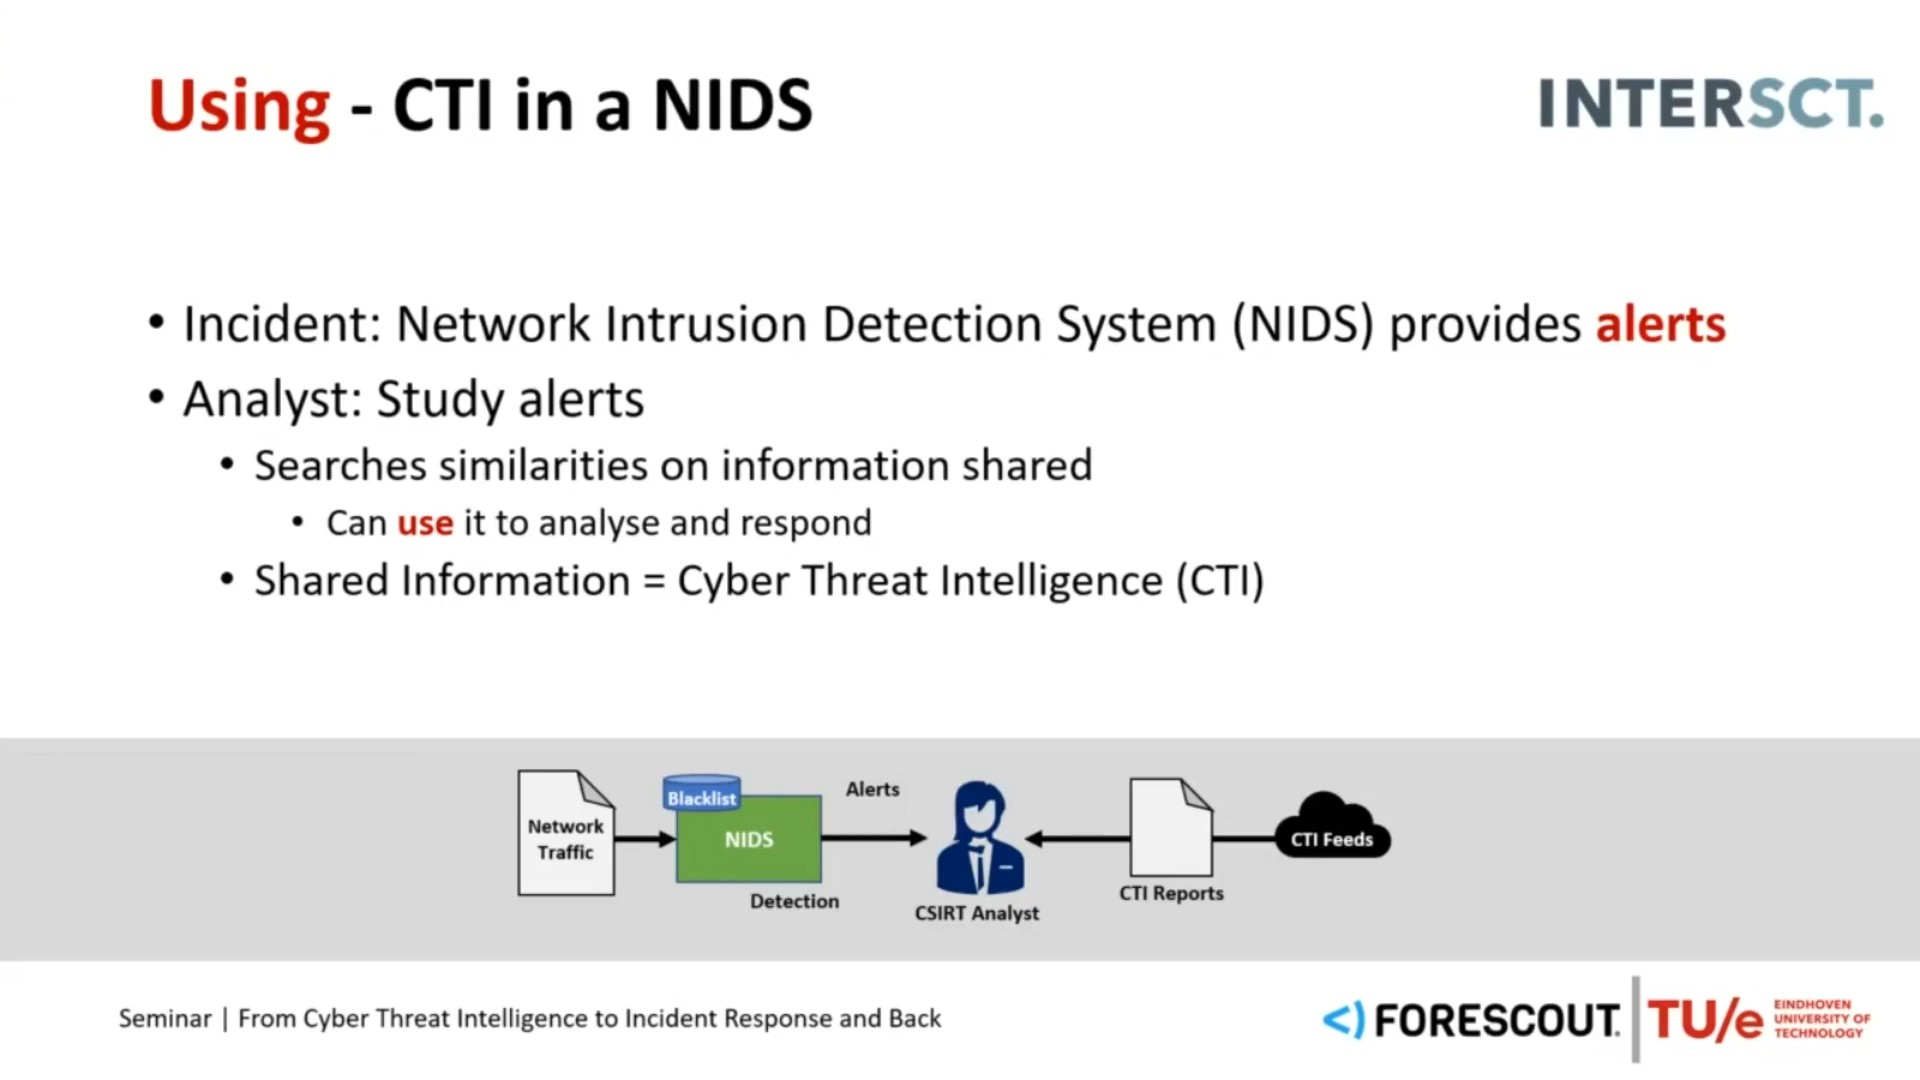 Using - CTI in a NIDS
INTERSCT.
• Incident: Network Intrusion Detection System (NIDS) provides alerts
• Analyst: Study alerts
• Searches similarities on information shared
• Can use it to analyse and respond
• Shared Information = Cyber Threat Intelligence (CTI)
Network
Traffic
Blacklist
NIDS
Detection
Alerts
CSIRT Analyst
CTI Reports
CTI Feeds
Seminar | From Cyber Threat Intelligence to Incident Response and Back
<) FORESCOUT.
TU/e
EINDHOVEN
UNIVERSITY OF
TECHNOLOGY